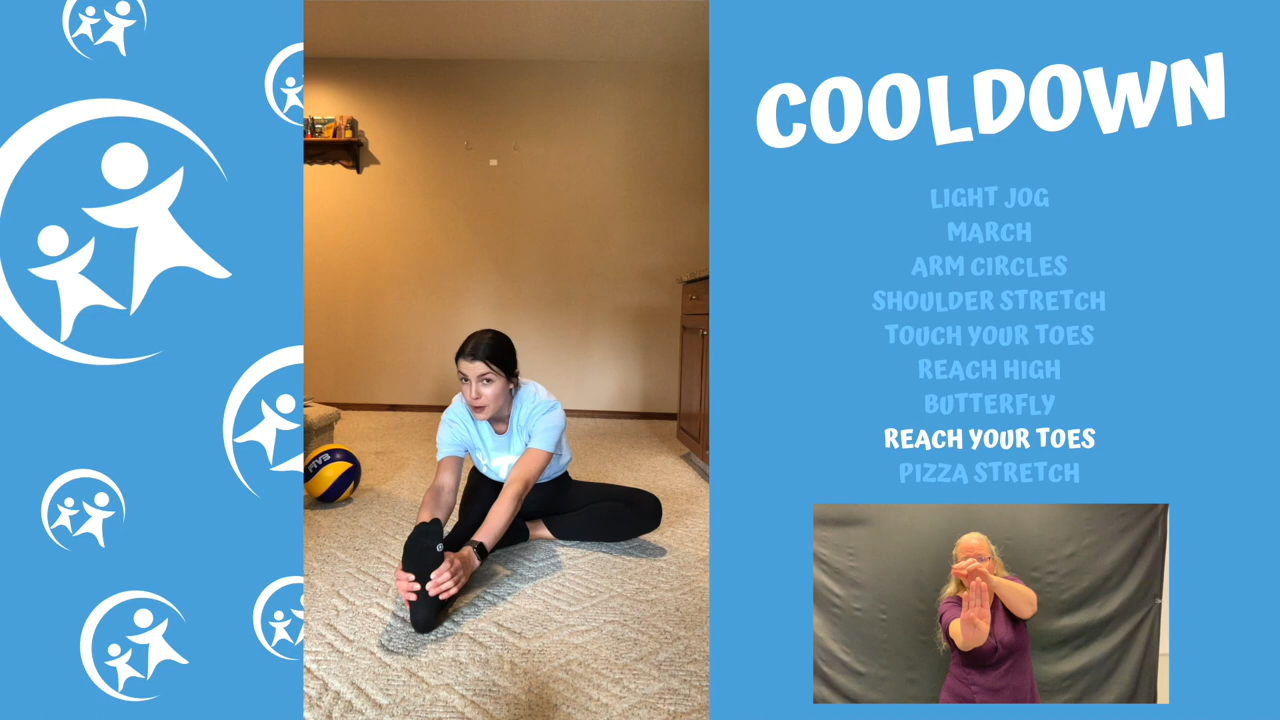 COOLDOWN
LIGHT JOG
MARCH
ARM CIRCLES
SHOULDER STRETCH
TOUCH YOUR TOES
REACH HIGH
BUTTERFLY
REACH YOUR TOES
PIZZA STRETCH
FIVB